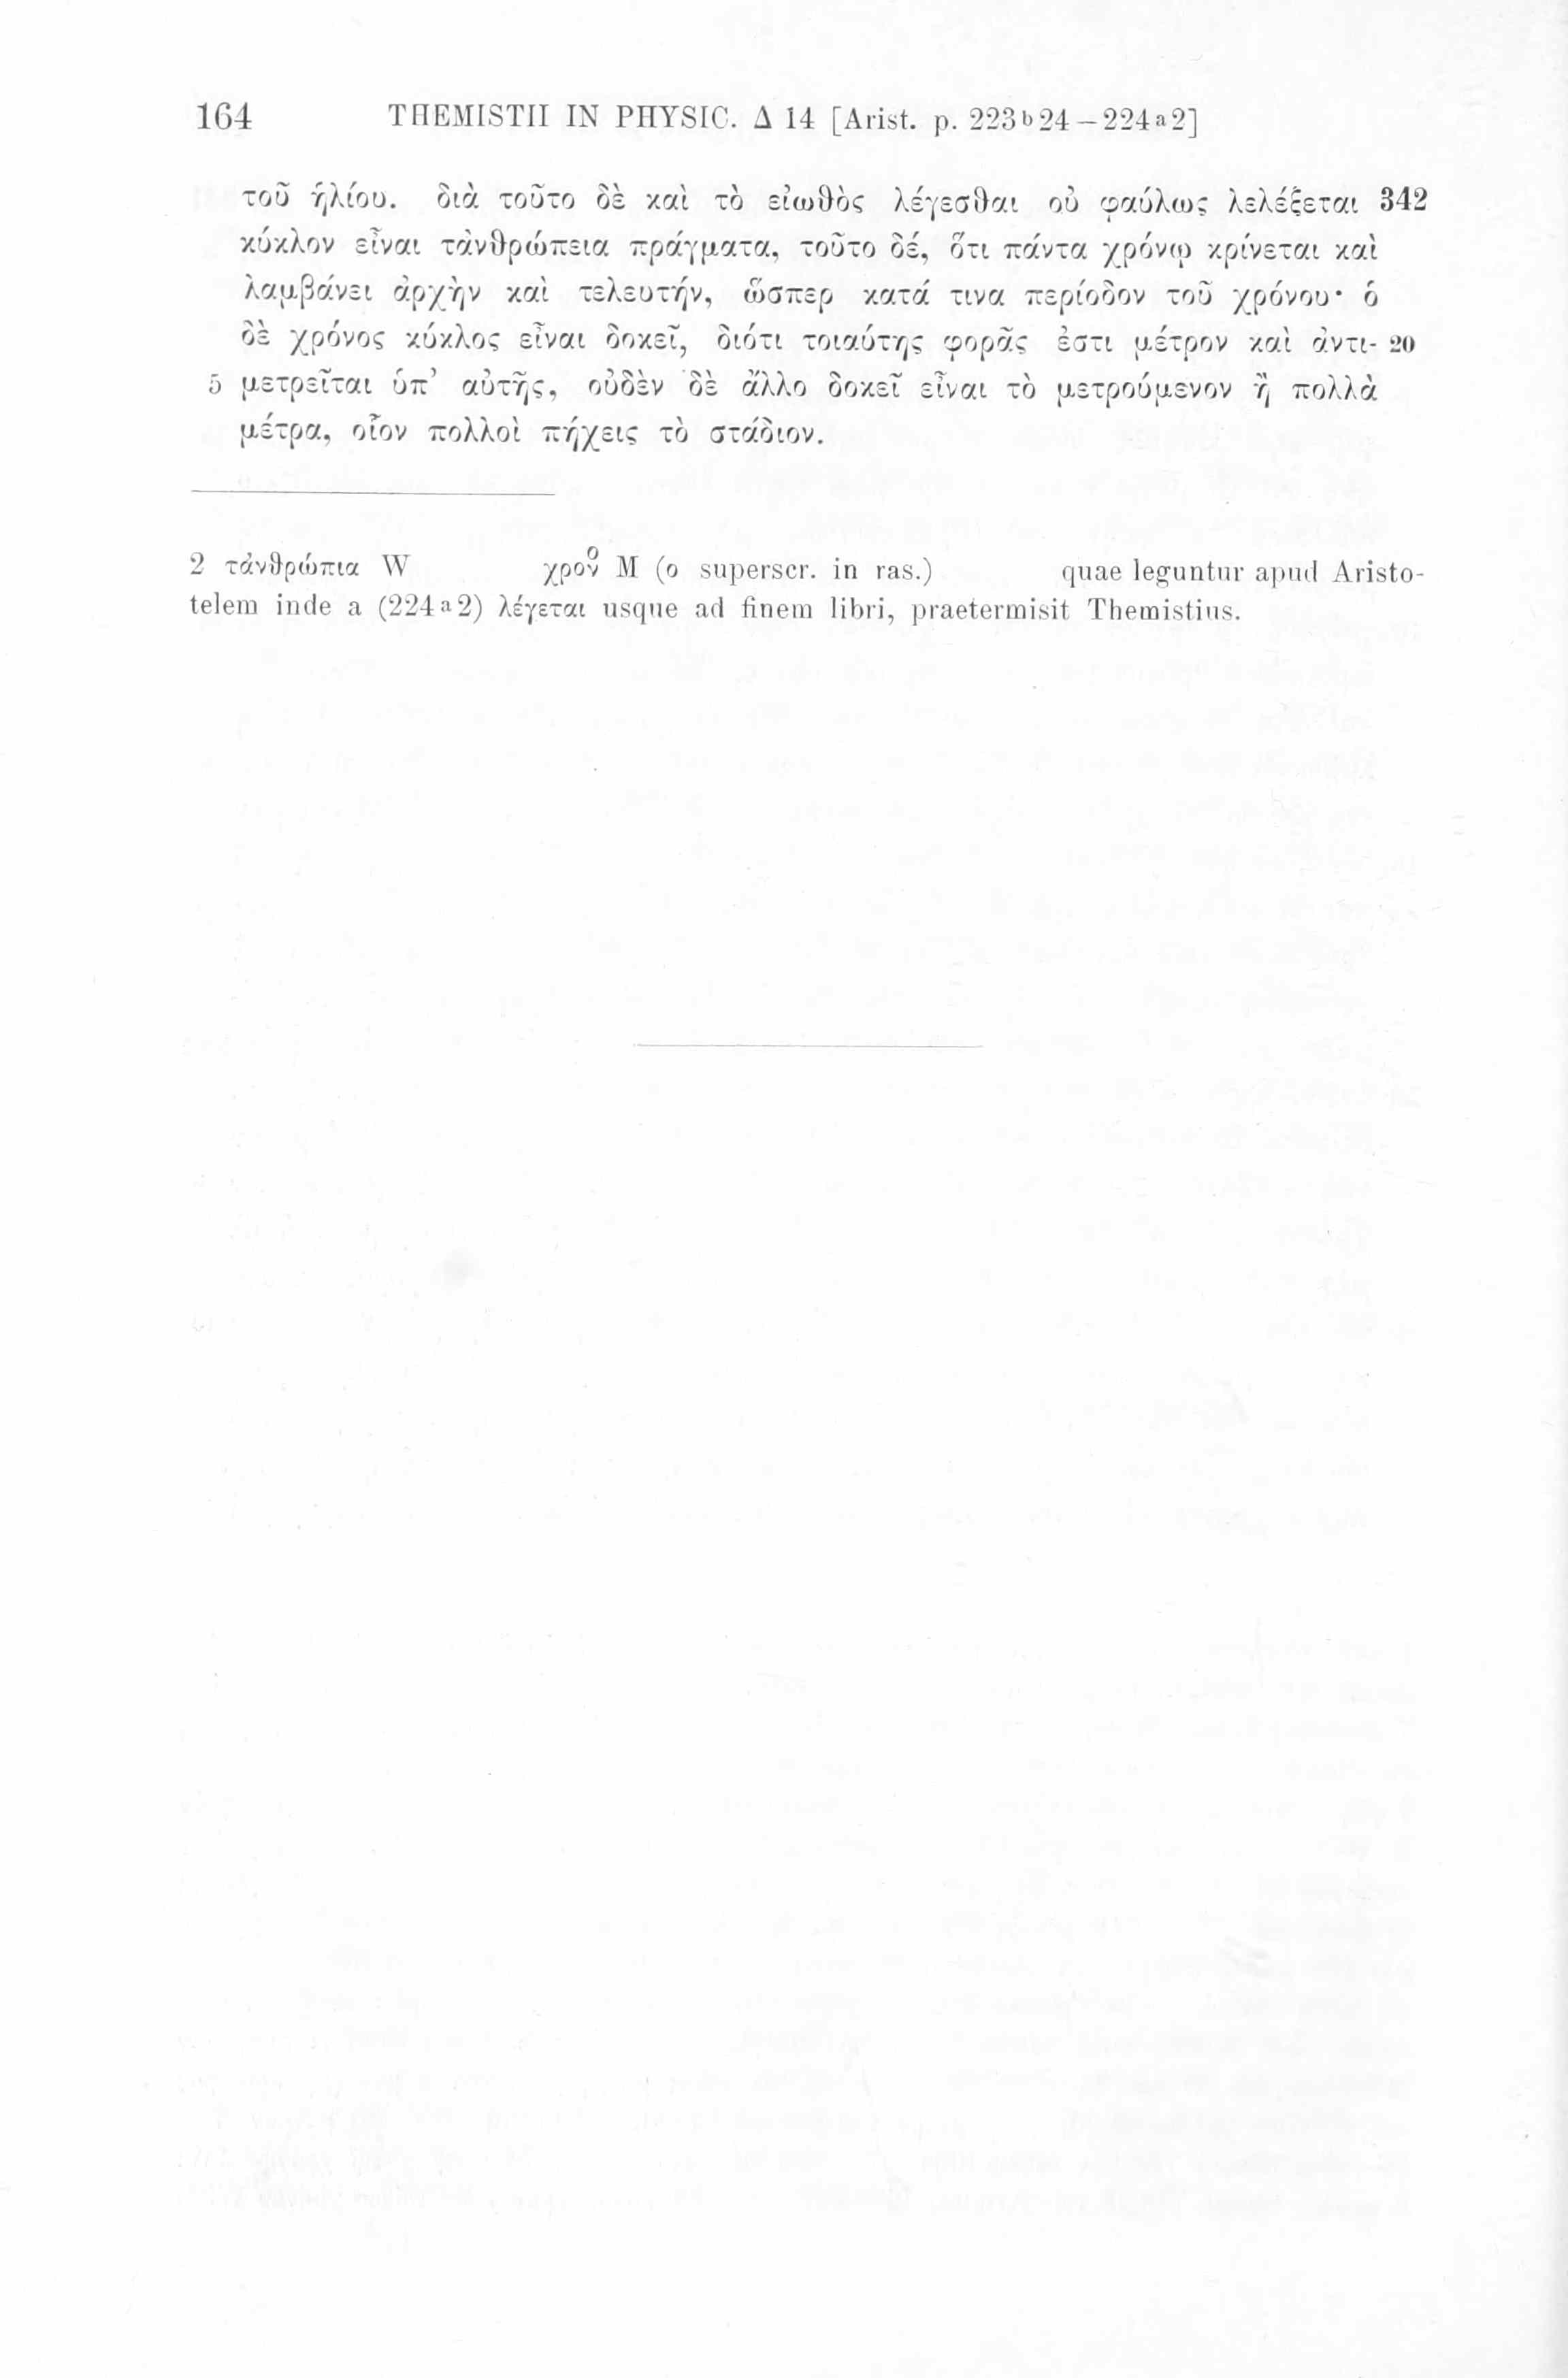 164 THEMISTII IN PHYSIC. Δ 14 [Arist. p. 223b24—224a2]
τοῦ ἡλίου. διὰ τοῦτο δὲ καὶ τὸ εἰωθὸς λέγεσθαι οὐ φαύλως λελέξεται 342
κύκλον εἶναι τἀνθρώπεια πράγματα, τοῦτο δέ, ὅτι πάντα χρόνῳ κρίνεται καὶ
λαμβάνει ἀρχὴν καὶ τελευτήν, ὥσπερ κατά τινα περίοδον τοῦ χρόνου· ὁ
δὲ χρόνος κύκλος εἶναι δοκεῖ, διότι τοιαύτης φορᾶς ἐστι μέτρον καὶ ἀντι- 20
5 μετρεῖται ὑπ’ αὐτῆς, οὐδὲν δὲ ἄλλο δοκεῖ εἶναι τὸ μετρούμενον ἢ πολλὰ
μέτρα, οἷον πολλοὶ πήχεις τὸ στάδιον.
2 τἀνθρώπια W χρον̊ M (ο superscr. in ras.) quae leguntur apud Aristo-
telem inde a (224a2) λέγεται usque ad finem libri, praetermisit Themistius.